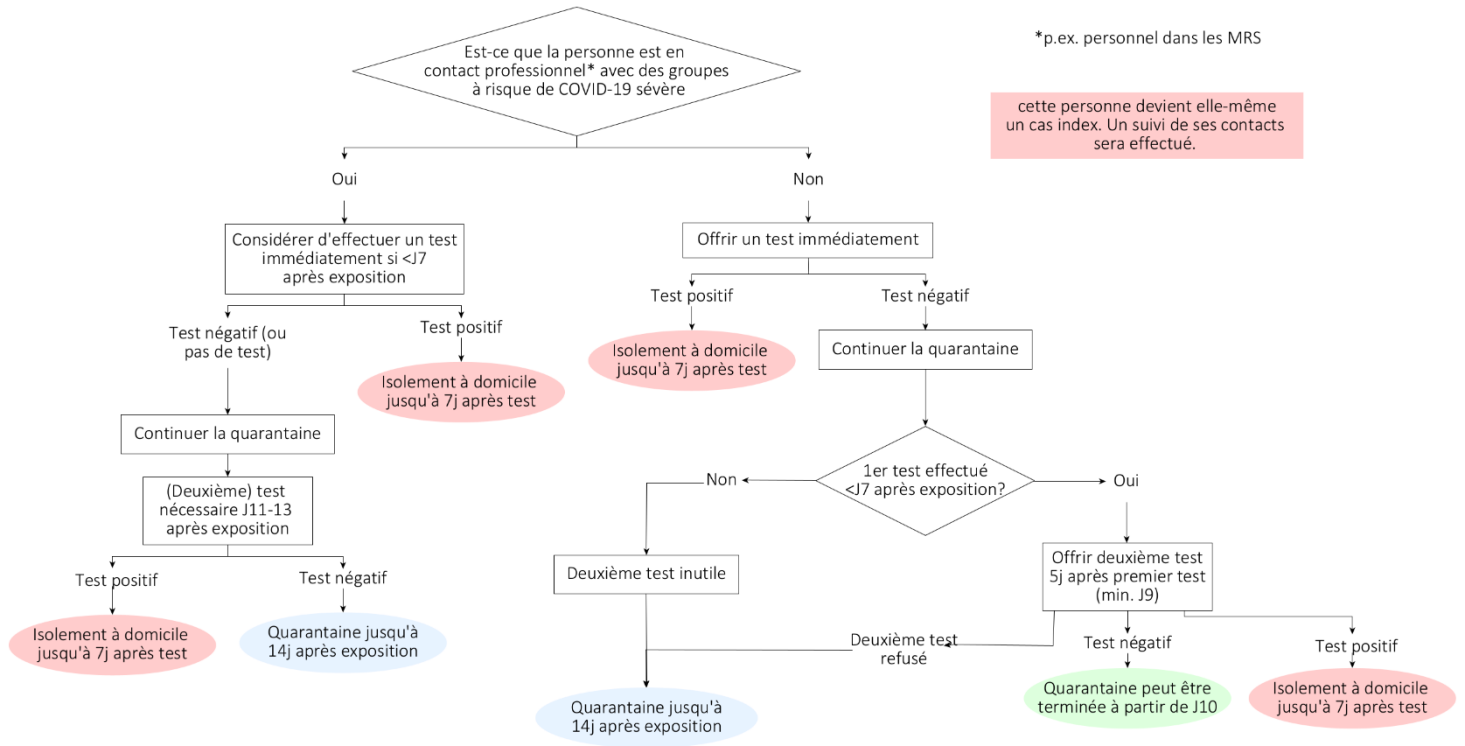 Est-ce que la personne est en
contact professionnel* avec des groupes
à risque de COVID-19 sévère
*p.ex. personnel dans les MRS
cette personne devient elle-même
un cas index. Un suivi de ses contacts
sera effectué.
Oui
Non
Considérer d'effectuer un test
immédiatement si <J7
après exposition
Offrir un test immédiatement
Test négatif (ou
pas de test)
Test positif
Isolement à domicile
jusqu'à 7j après test
Test positif
Isolement à domicile
jusqu'à 7j après test
Test négatif
Continuer la quarantaine
Continuer la quarantaine
(Deuxième) test
nécessaire J11-13
après exposition
Test positif
Isolement à domicile
jusqu'à 7j après test
Test négatif
Quarantaine jusqu'à
14j après exposition
1er test effectué
<J7 après exposition?
Non
Oui
Deuxième test inutile
Offrir deuxième test
5j après premier test
(min. J9)
Deuxième test
refusé
Test négatif
Test positif
Quarantaine jusqu'à
14j après exposition
Quarantaine peut être
terminée à partir de J10
Isolement à domicile
jusqu'à 7j après test